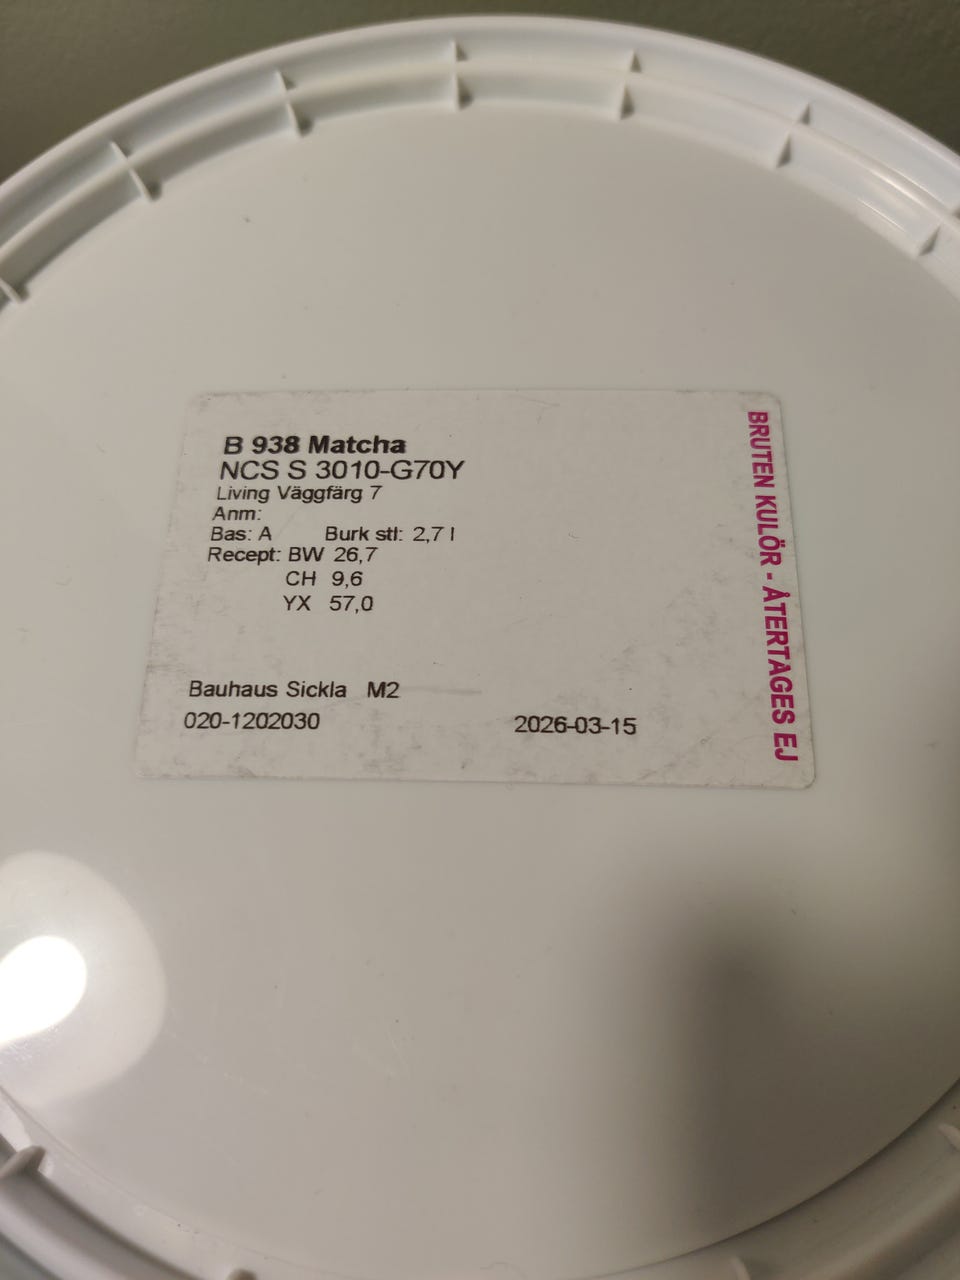 B 938 Matcha
NCS S 3010-G70Y
Living Väggfärg 7
Anm:
Bas: A Burk stl: 2,7 l
Recept: BW 26,7
CH 9,6
YX 57,0
Bauhaus Sickla M2
020-1202030 2026-03-15
BRUTEN KULÖR - ÅTERTAGES EJ